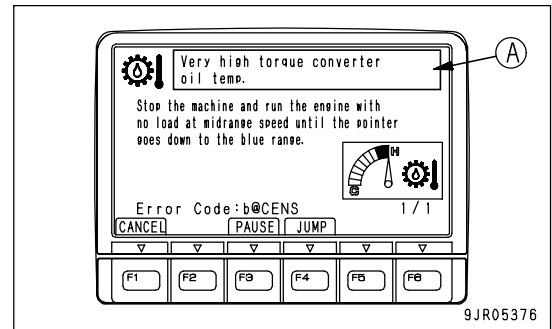 Very high torque converter
oil temp.
A
Stop the machine and run the engine with
no load at midrange speed until the pointer
goes down to the blue range.
H
C
Error Code:b@CENS
1/1
CANCEL PAUSE JUMP
F1 F2 F3 F4 F5 F6
9JR05376